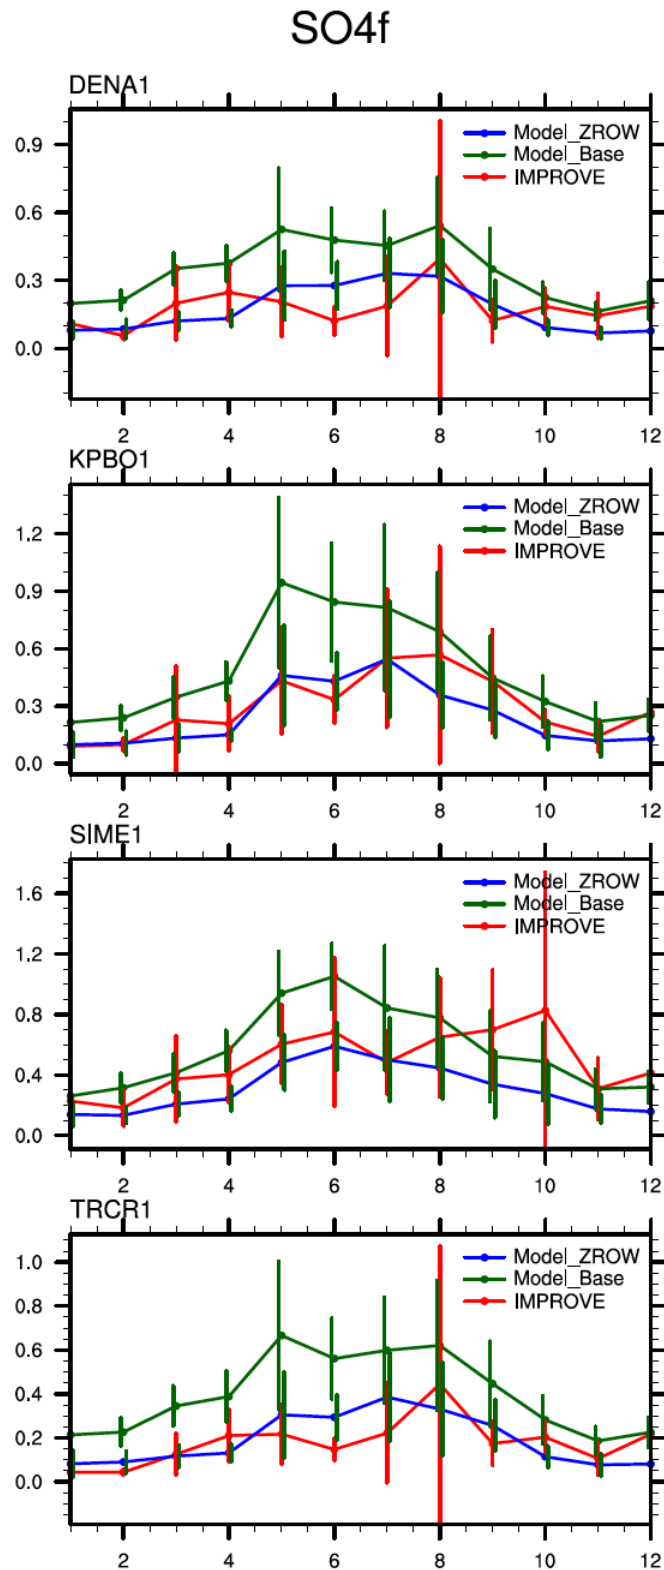 SO4f
DENA1
Model_ZROW
Model_Base
IMPROVE
0.9
0.6
0.3
0.0
2 4 6 8 10 12
KPBO1
Model_ZROW
Model_Base
IMPROVE
1.2
0.9
0.6
0.3
0.0
2 4 6 8 10 12
SIME1
Model_ZROW
Model_Base
IMPROVE
1.6
1.2
0.8
0.4
0.0
2 4 6 8 10 12
TRCR1
Model_ZROW
Model_Base
IMPROVE
1.0
0.8
0.6
0.4
0.2
0.0
2 4 6 8 10 12